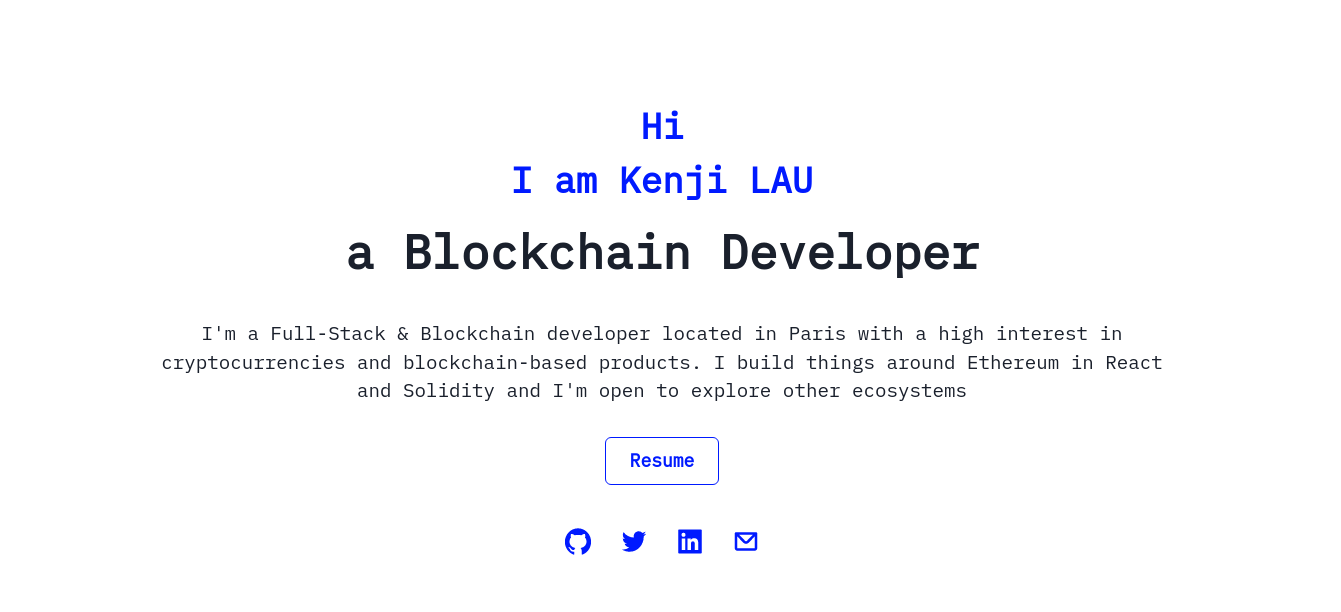 Hi
I am Kenji LAU
a Blockchain Developer
I'm a Full-Stack & Blockchain developer located in Paris with a high interest in
cryptocurrencies and blockchain-based products. I build things around Ethereum in React
and Solidity and I'm open to explore other ecosystems
Resume